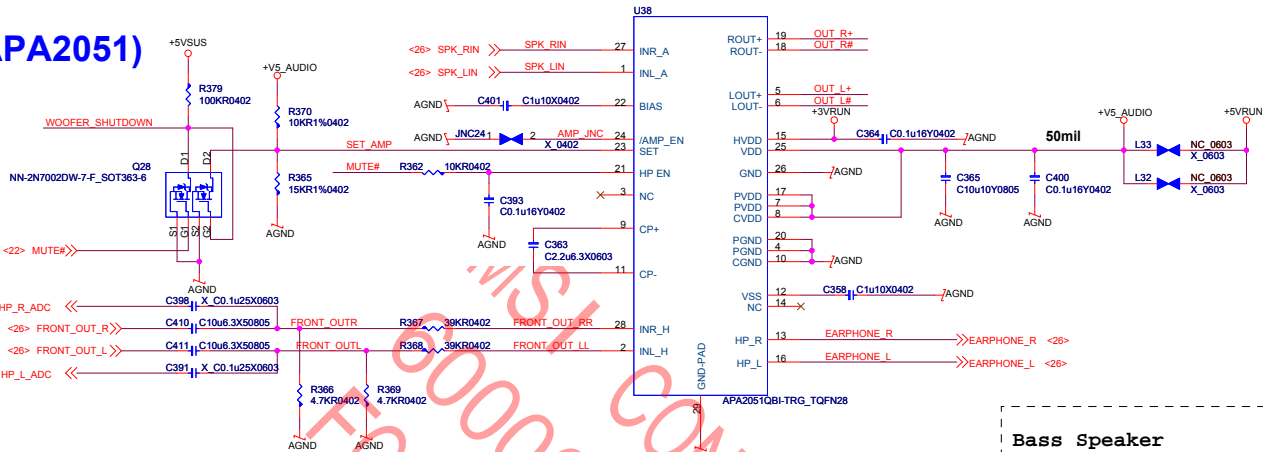 APA2051)
+5VSUS
R379
100KR0402
WOOFER_SHUTDOWN
Q28
NN-2N7002DW-7-F_SOT363-6
D1
D2
S1
G1
S2
G2
<22> MUTE#
AGND
+V5_AUDIO
R370
10KR1%0402
SET_AMP
R365
15KR1%0402
AGND
<26> SPK_RIN
SPK_RIN
27
INR_A
<26> SPK_LIN
SPK_LIN
1
INL_A
AGND
C401
C1u10X0402
22
BIAS
AGND
JNC24
1
2
X_0402
AMP_JNC
24
/AMP_EN
23
SET
MUTE#
R362
10KR0402
21
HP EN
C393
C0.1u16Y0402
AGND
3
NC
9
CP+
C363
C2.2u6.3X0603
11
CP-
HP_R_ADC
C398
X_C0.1u25X0603
<26> FRONT_OUT_R
C410
C10u6.3X50805
FRONT_OUTR
R367
39KR0402
FRONT_OUT_RR
28
INR_H
<26> FRONT_OUT_L
C411
C10u6.3X50805
FRONT_OUTL
R368
39KR0402
FRONT_OUT_LL
2
INL_H
HP_L_ADC
C391
X_C0.1u25X0603
R366
4.7KR0402
AGND
R369
4.7KR0402
AGND
U38
ROUT+
19
OUT_R+
ROUT-
18
OUT_R#
LOUT+
5
OUT_L+
LOUT-
6
OUT_L#
+3VRUN
HVDD
15
C364
C0.1u16Y0402
AGND
VDD
25
50mil
GND
26
AGND
C365
C10u10Y0805
AGND
C400
C0.1u16Y0402
AGND
+V5_AUDIO
+5VRUN
L33
NC_0603
X_0603
L32
NC_0603
X_0603
PVDD
17
PVDD
7
CVDD
8
PGND
20
PGND
4
CGND
10
AGND
VSS
12
C358
C1u10X0402
AGND
NC
14
HP_R
13
EARPHONE_R
EARPHONE_R <26>
HP_L
16
EARPHONE_L
EARPHONE_L <26>
GND-PAD
29
APA2051QBI-TRG_TQFN28
Bass Speaker
MSI